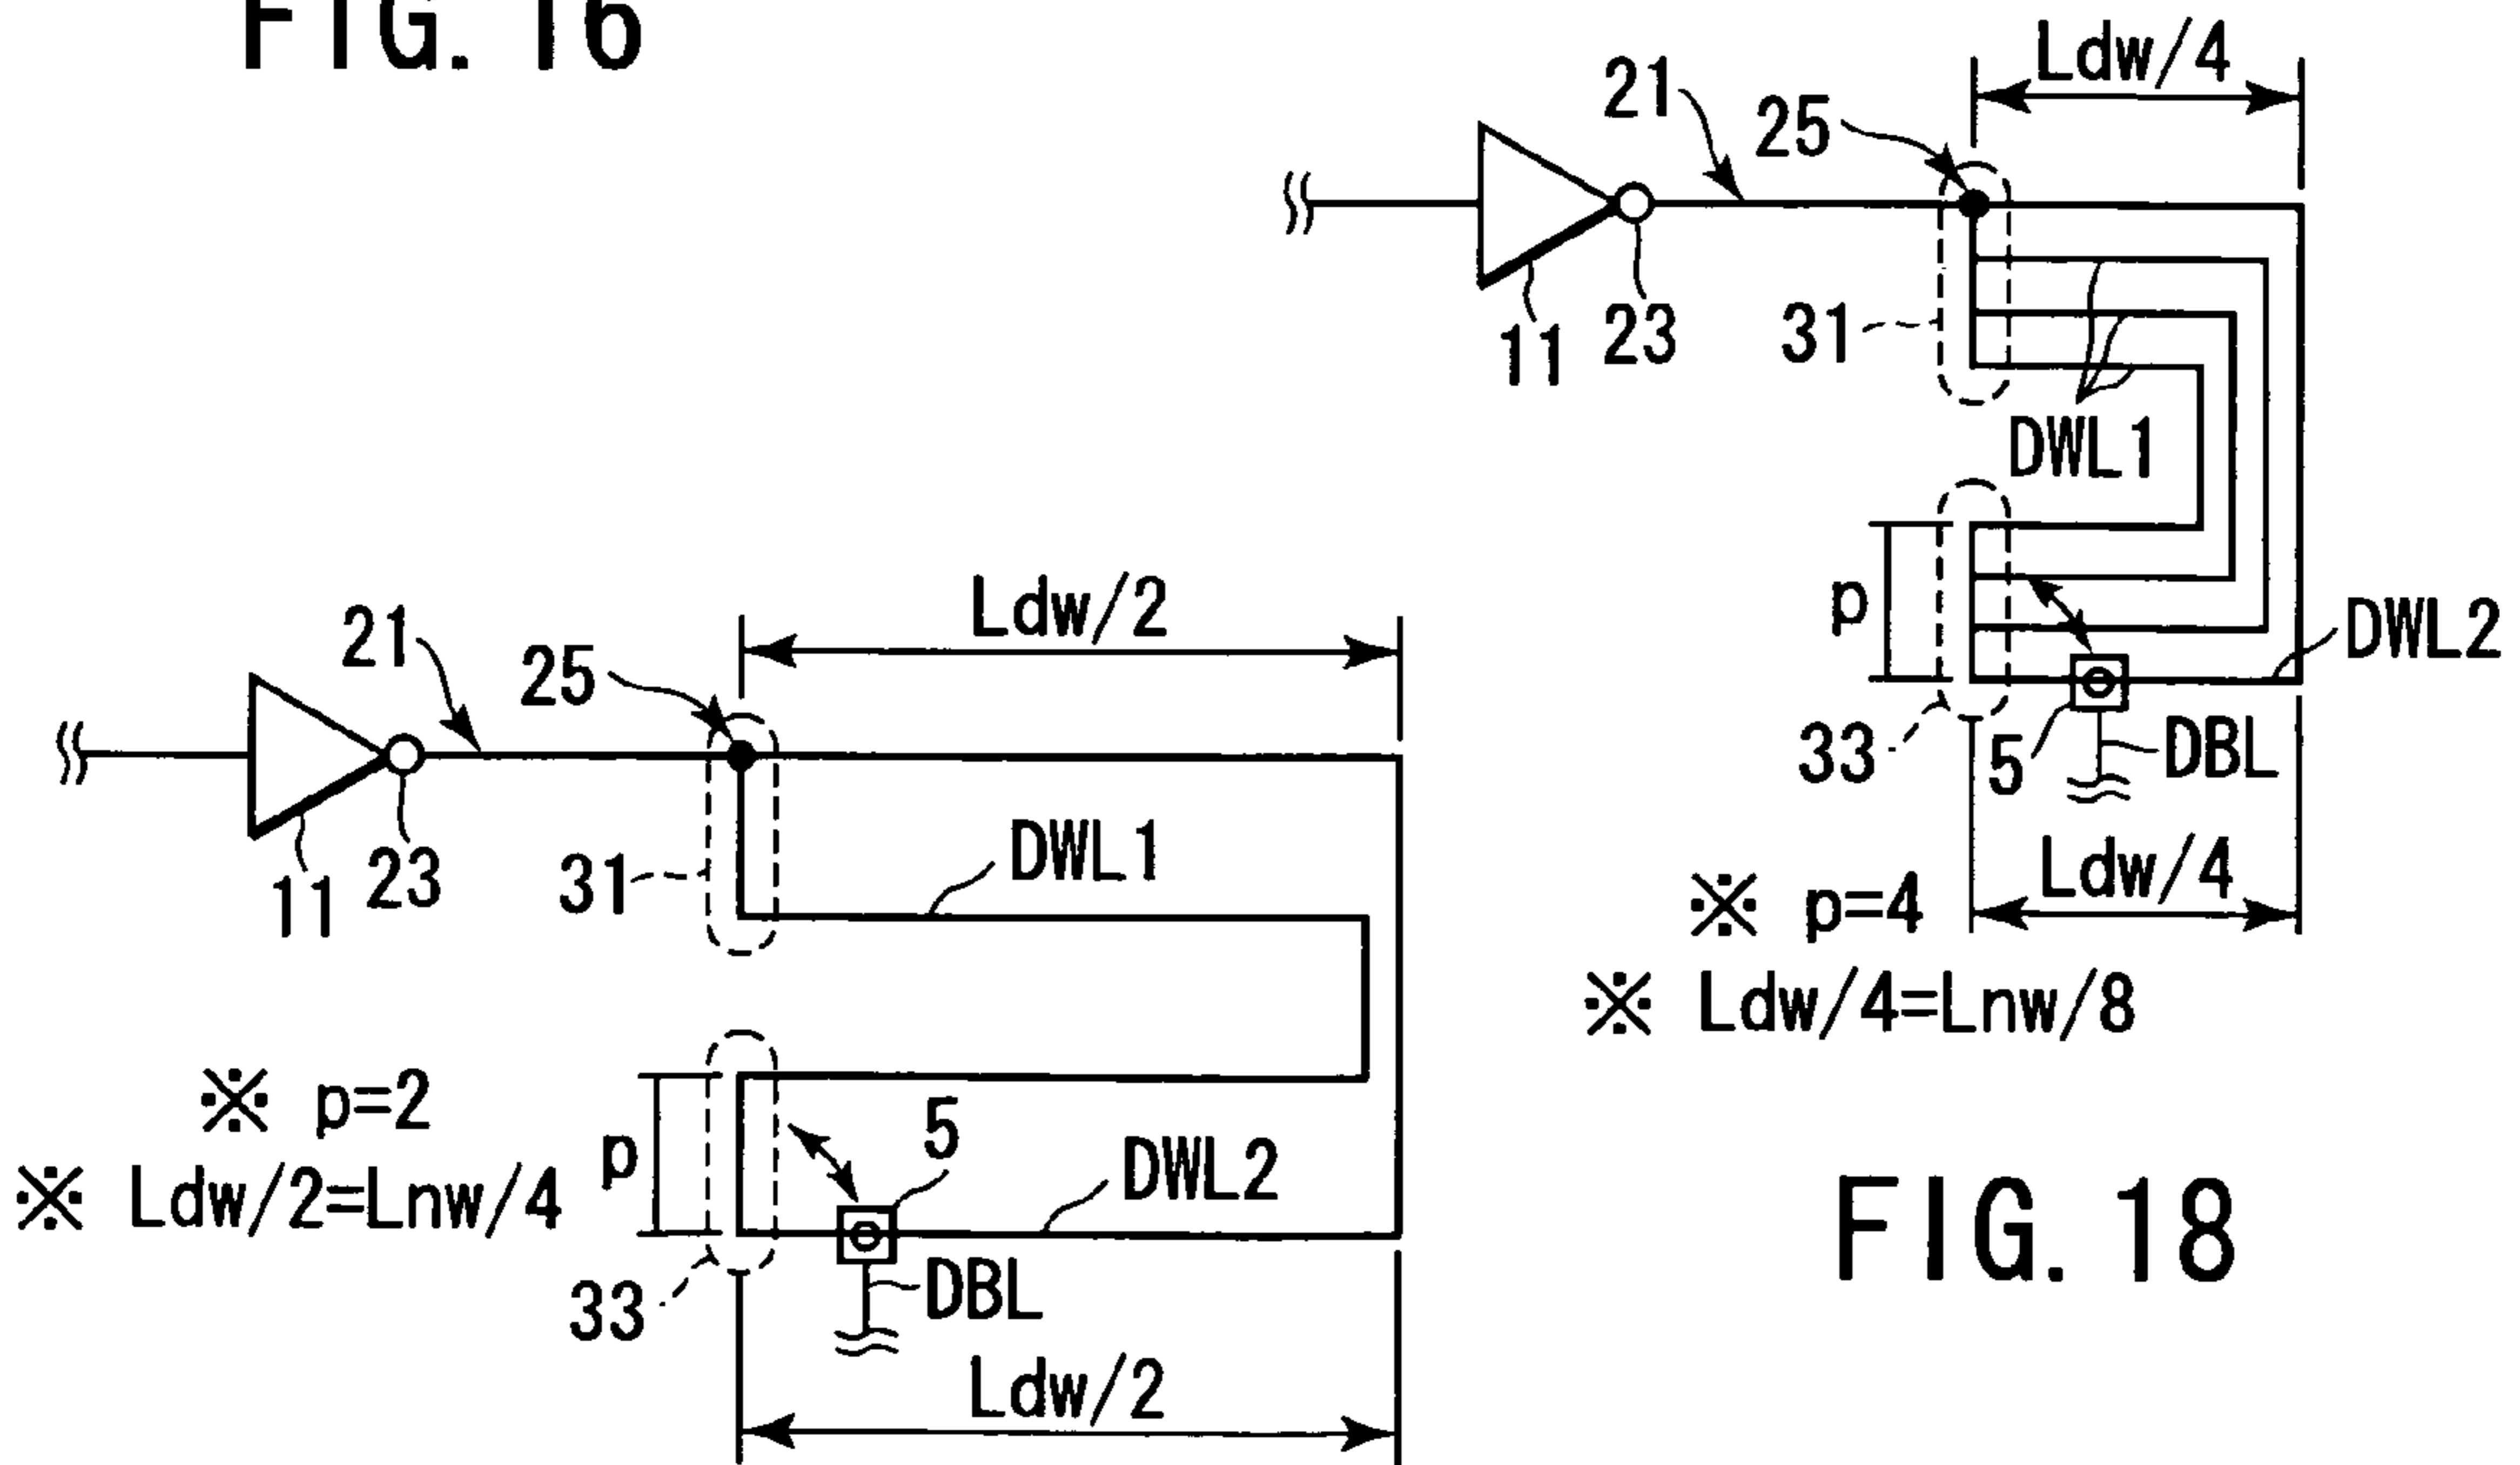 FIG. 16
Ldw/4
21
25
11
23
31
DWL1
p
DWL2
33
5
DBL
Ldw/4
※ p=4
※ Ldw/4=Lnw/8
FIG. 18
Ldw/2
21
25
11
23
31
DWL1
※ p=2
※ Ldw/2=Lnw/4
p
5
DWL2
33
DBL
Ldw/2